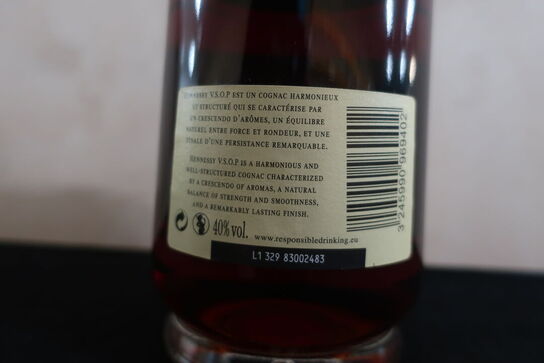 Hennessy V.S.O.P est un cognac harmonieux
et structuré qui se caractérise par
un crescendo d'arômes, un équilibre
naturel entre force et rondeur, et une
finale d'une persistance remarquable.
Hennessy V.S.O.P is a harmonious and
well-structured cognac characterized
by a crescendo of aromas, a natural
balance of strength and smoothness,
and a remarkably lasting finish.
40% vol.
www.responsibledrinking.eu
L1 329 83002483
3 245990 969402